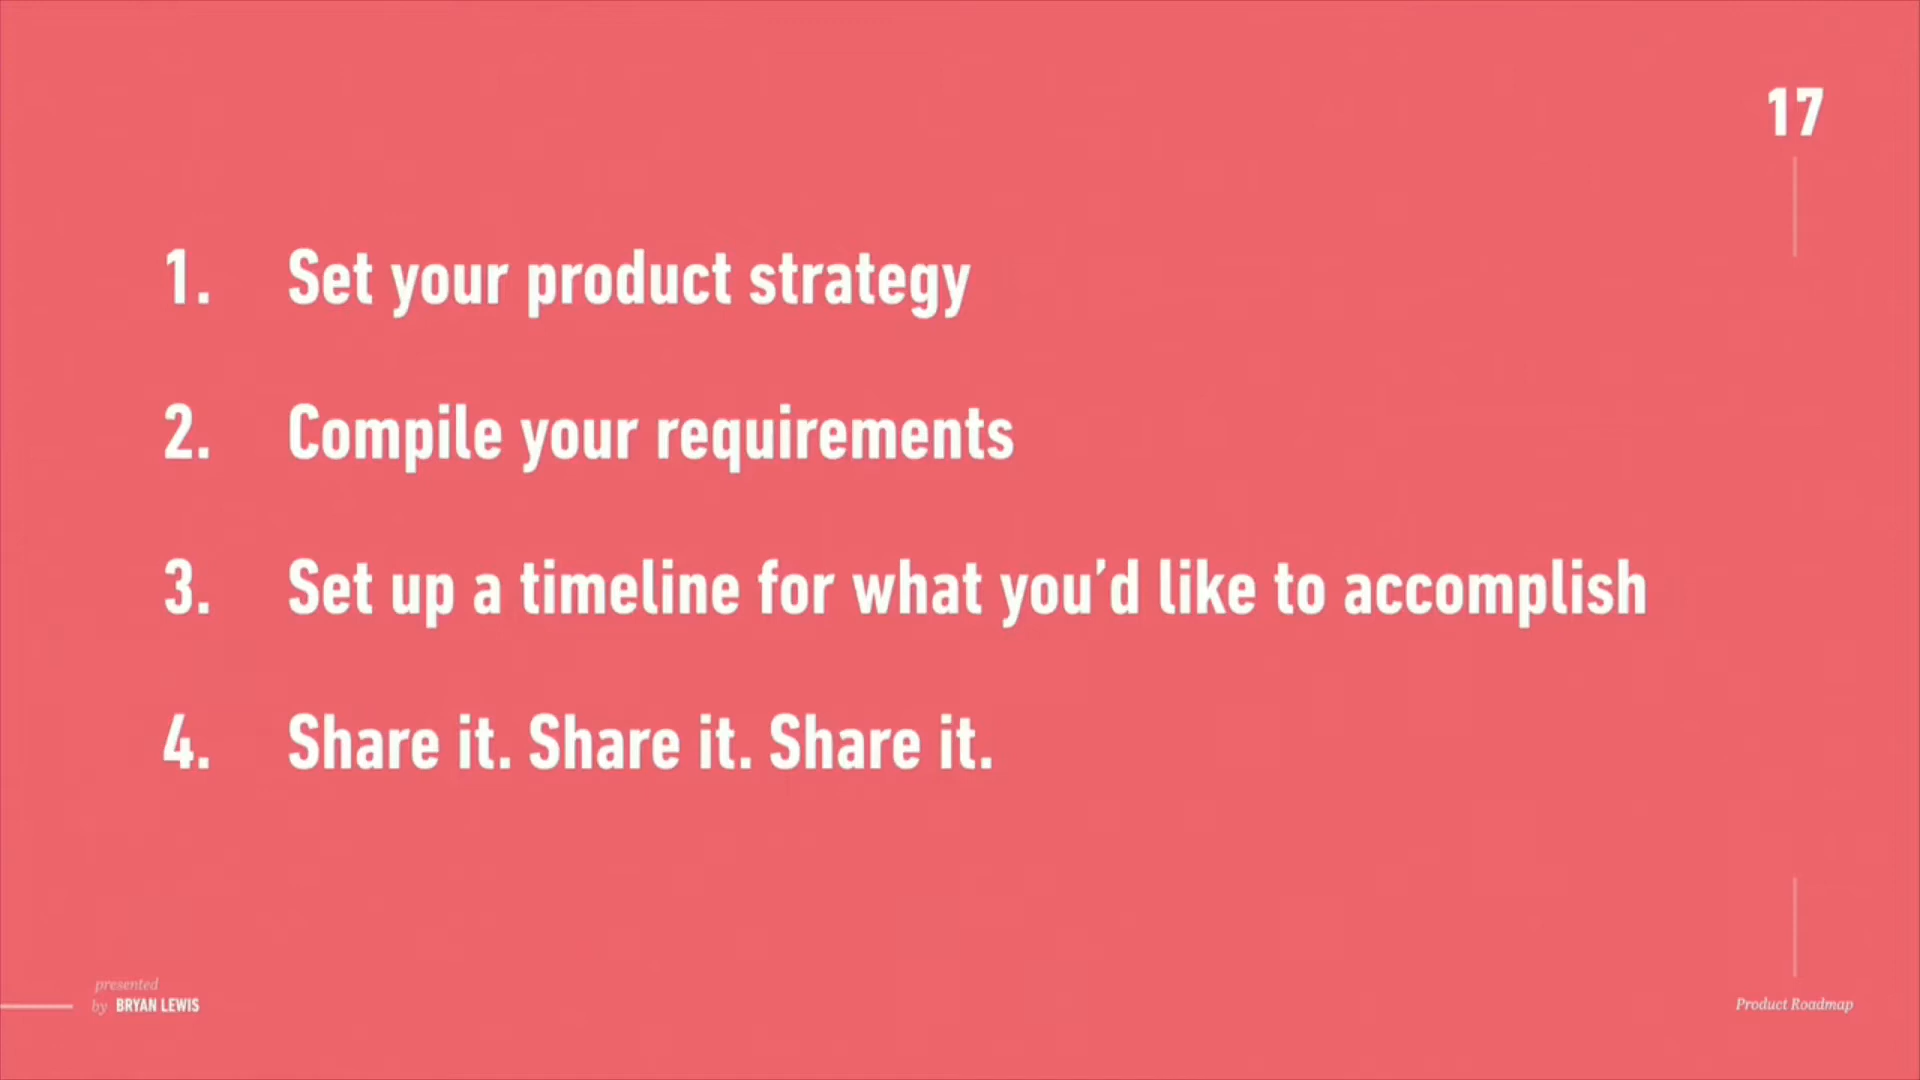 17
1. Set your product strategy
2. Compile your requirements
3. Set up a timeline for what you’d like to accomplish
4. Share it. Share it. Share it.
presented
by BRYAN LEWIS
Product Roadmap